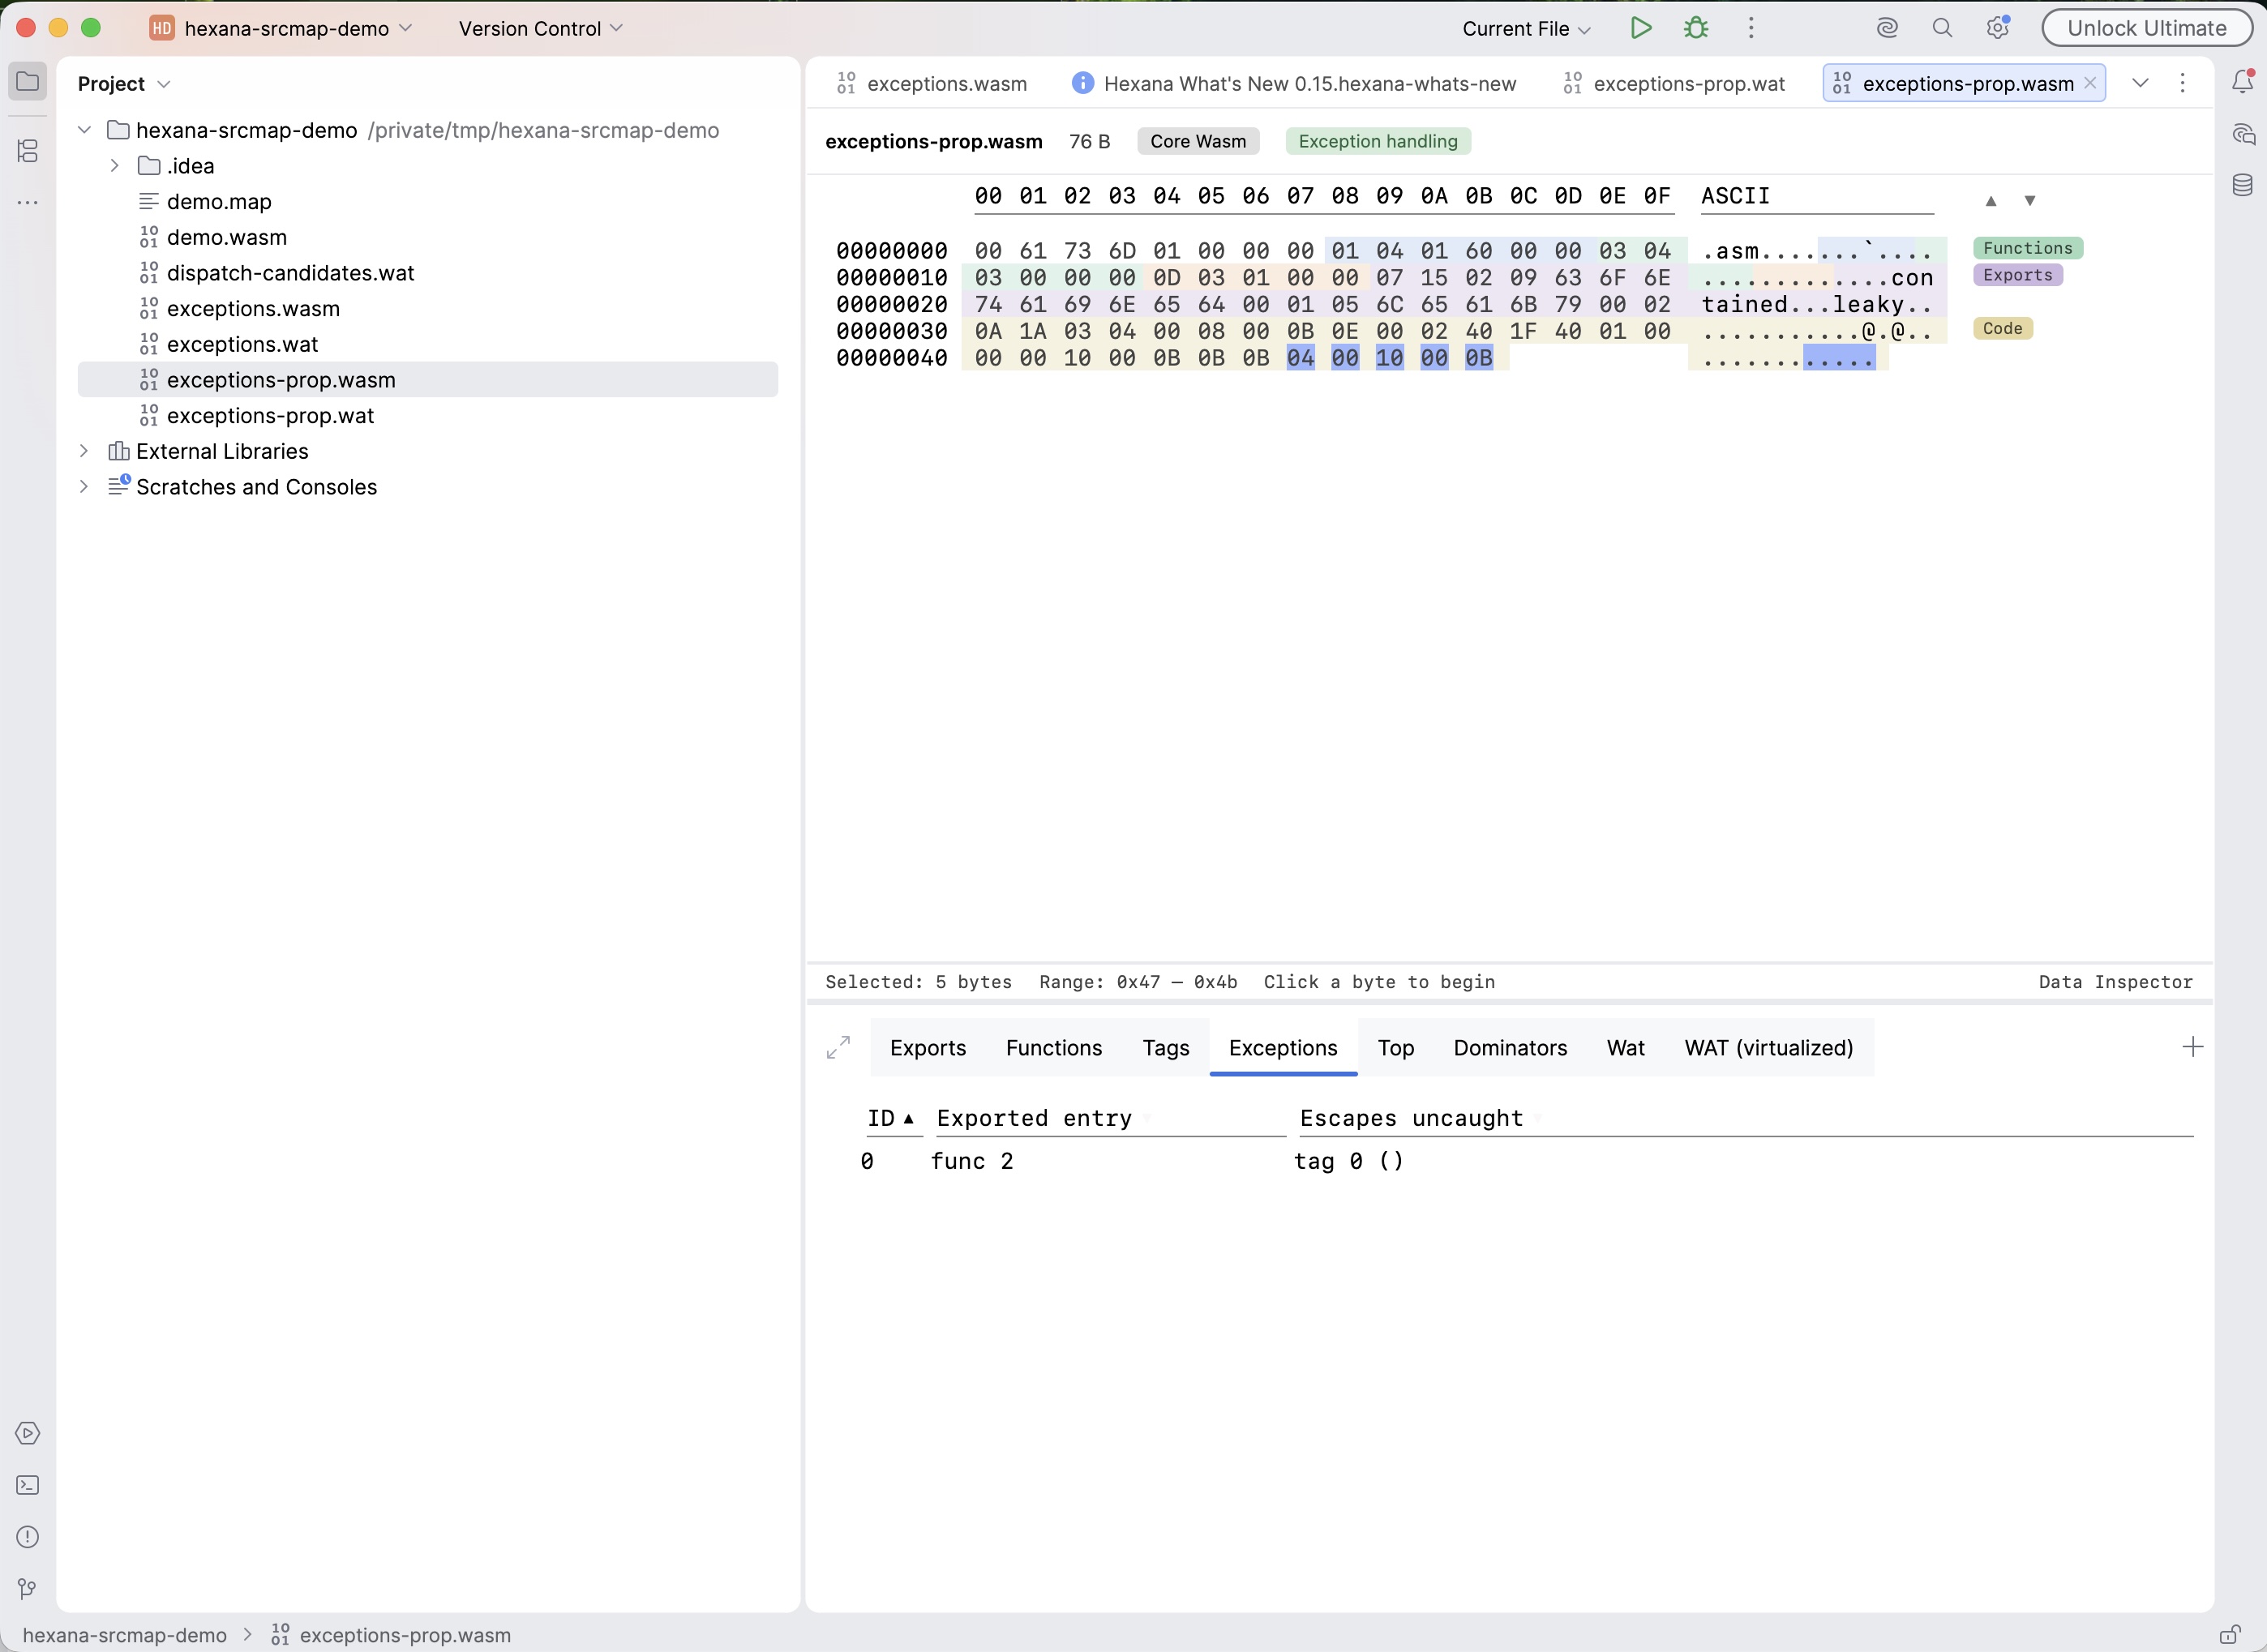 HD hexana-srcmap-demo Version Control Current File Unlock Ultimate
Project
hexana-srcmap-demo /private/tmp/hexana-srcmap-demo
.idea
demo.map
demo.wasm
dispatch-candidates.wat
exceptions.wasm
exceptions.wat
exceptions-prop.wasm
exceptions-prop.wat
External Libraries
Scratches and Consoles
exceptions.wasm Hexana What's New 0.15.hexana-whats-new exceptions-prop.wat exceptions-prop.wasm
exceptions-prop.wasm 76 B Core Wasm Exception handling
00 01 02 03 04 05 06 07 08 09 0A 0B 0C 0D 0E 0F ASCII
00000000 00 61 73 6D 01 00 00 00 01 04 01 60 00 00 03 04 .asm.......`.... Functions
00000010 03 00 00 00 0D 03 01 00 00 07 15 02 09 63 6F 6E .............con Exports
00000020 74 61 69 6E 65 64 00 01 05 6C 65 61 6B 79 00 02 tained...leaky..
00000030 0A 1A 03 04 00 08 00 0B 0E 00 02 40 1F 40 01 00 ...........@.@.. Code
00000040 00 00 10 00 0B 0B 0B 04 00 10 00 0B ............
Selected: 5 bytes Range: 0x47 — 0x4b Click a byte to begin Data Inspector
Exports Functions Tags Exceptions Top Dominators Wat WAT (virtualized)
ID Exported entry Escapes uncaught
0 func 2 tag 0 ()
hexana-srcmap-demo exceptions-prop.wasm